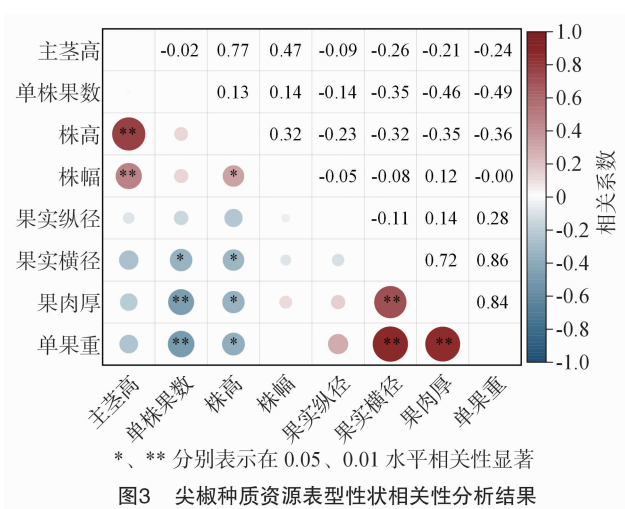 主茎高 -0.02 0.77 0.47 -0.09 -0.26 -0.21 -0.24
单株果数 0.13 0.14 -0.14 -0.35 -0.46 -0.49
株高 ** 0.32 -0.23 -0.32 -0.35 -0.36
株幅 ** * -0.05 -0.08 0.12 -0.00
果实纵径 -0.11 0.14 0.28
果实横径 * * 0.72 0.86
果肉厚 ** * ** 0.84
单果重 ** * ** **
主茎高
单株果数
株高
株幅
果实纵径
果实横径
果肉厚
单果重
1.0
0.8
0.6
0.4
0.2
0
-0.2
-0.4
-0.6
-0.8
-1.0
相关系数
*、** 分别表示在 0.05、0.01 水平相关性显著
图3 尖椒种质资源表型性状相关性分析结果